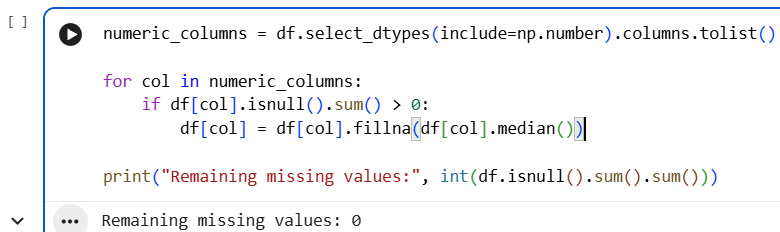 [ ]
numeric_columns = df.select_dtypes(include=np.number).columns.tolist()
for col in numeric_columns:
    if df[col].isnull().sum() > 0:
        df[col] = df[col].fillna(df[col].median())
print("Remaining missing values:", int(df.isnull().sum().sum()))
Remaining missing values: 0